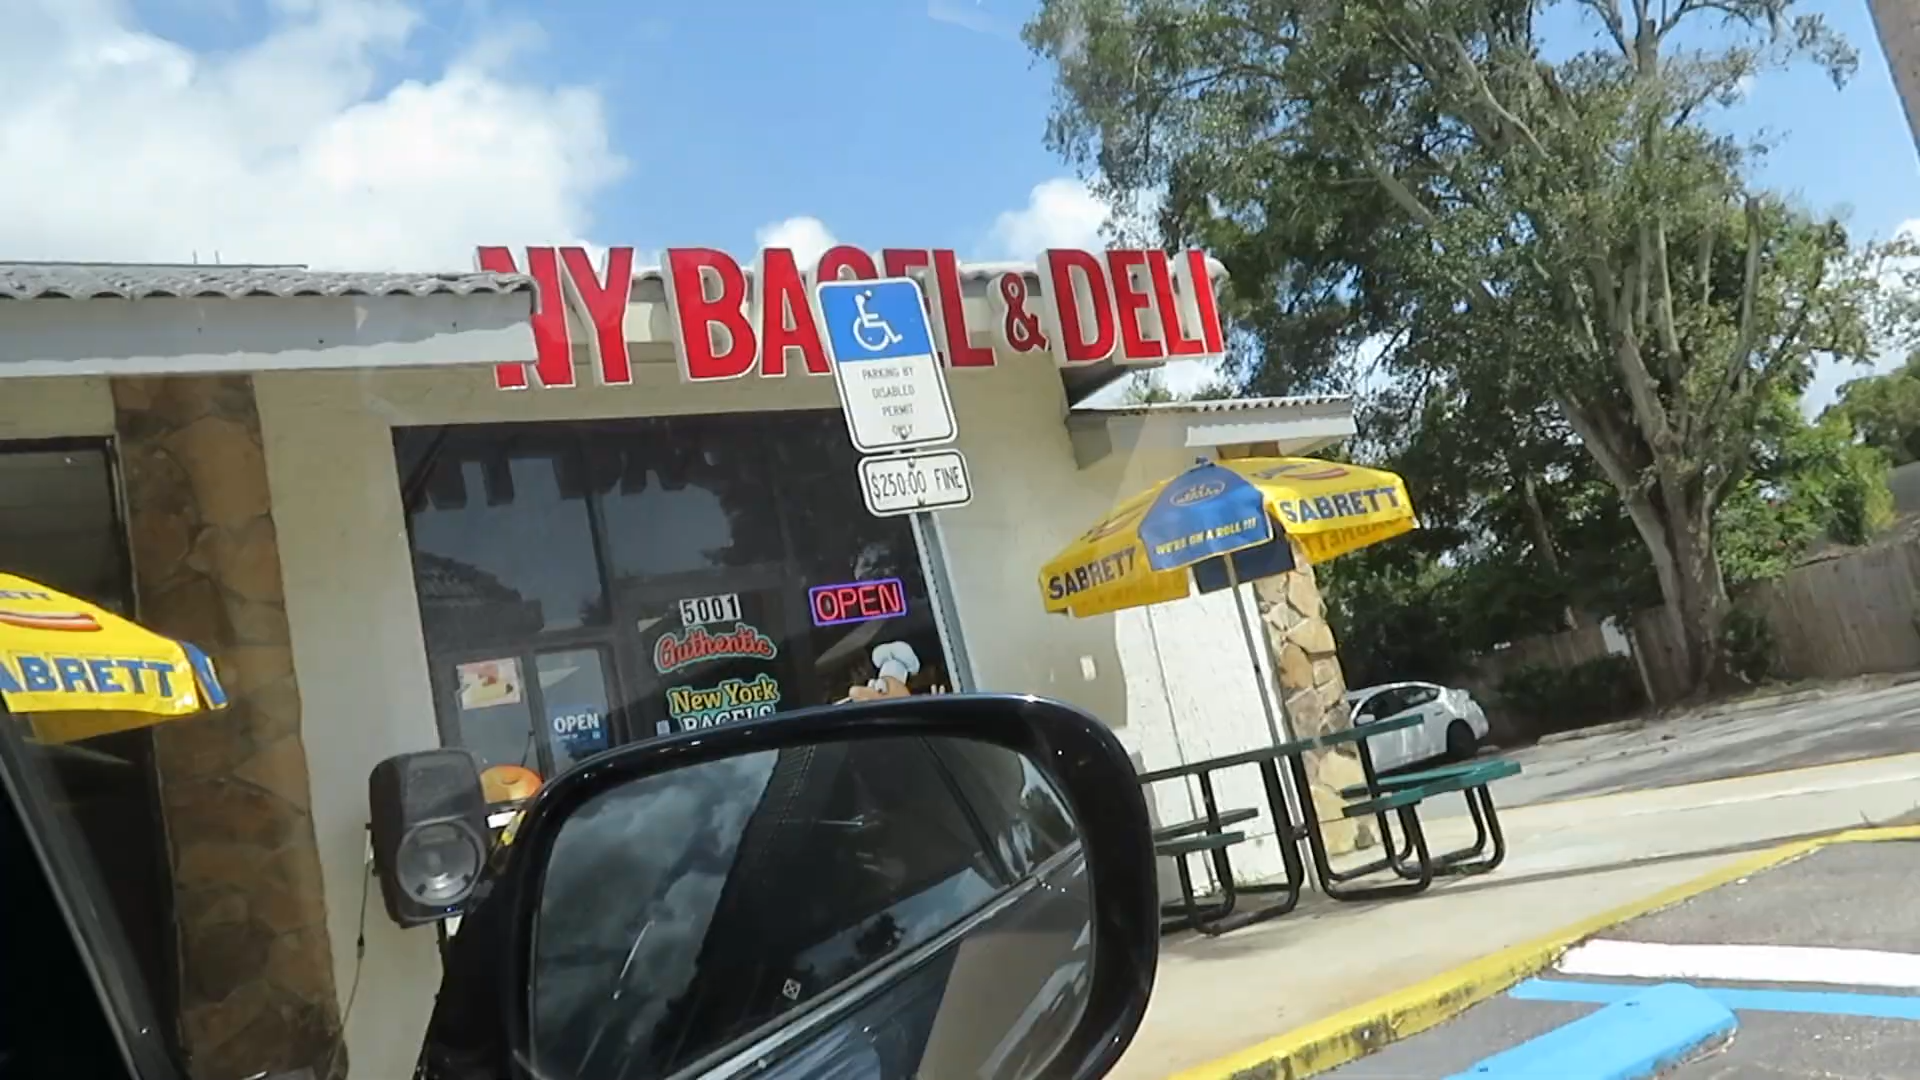 NY BAGEL & DELI
PARKING BY
DISABLED
PERMIT
ONLY
$250.00 FINE
SABRETT
WE'RE ON A ROLL !!!
SABRETT
5001
OPEN
Authentic
New York
BAGELS
OPEN
ABRETT